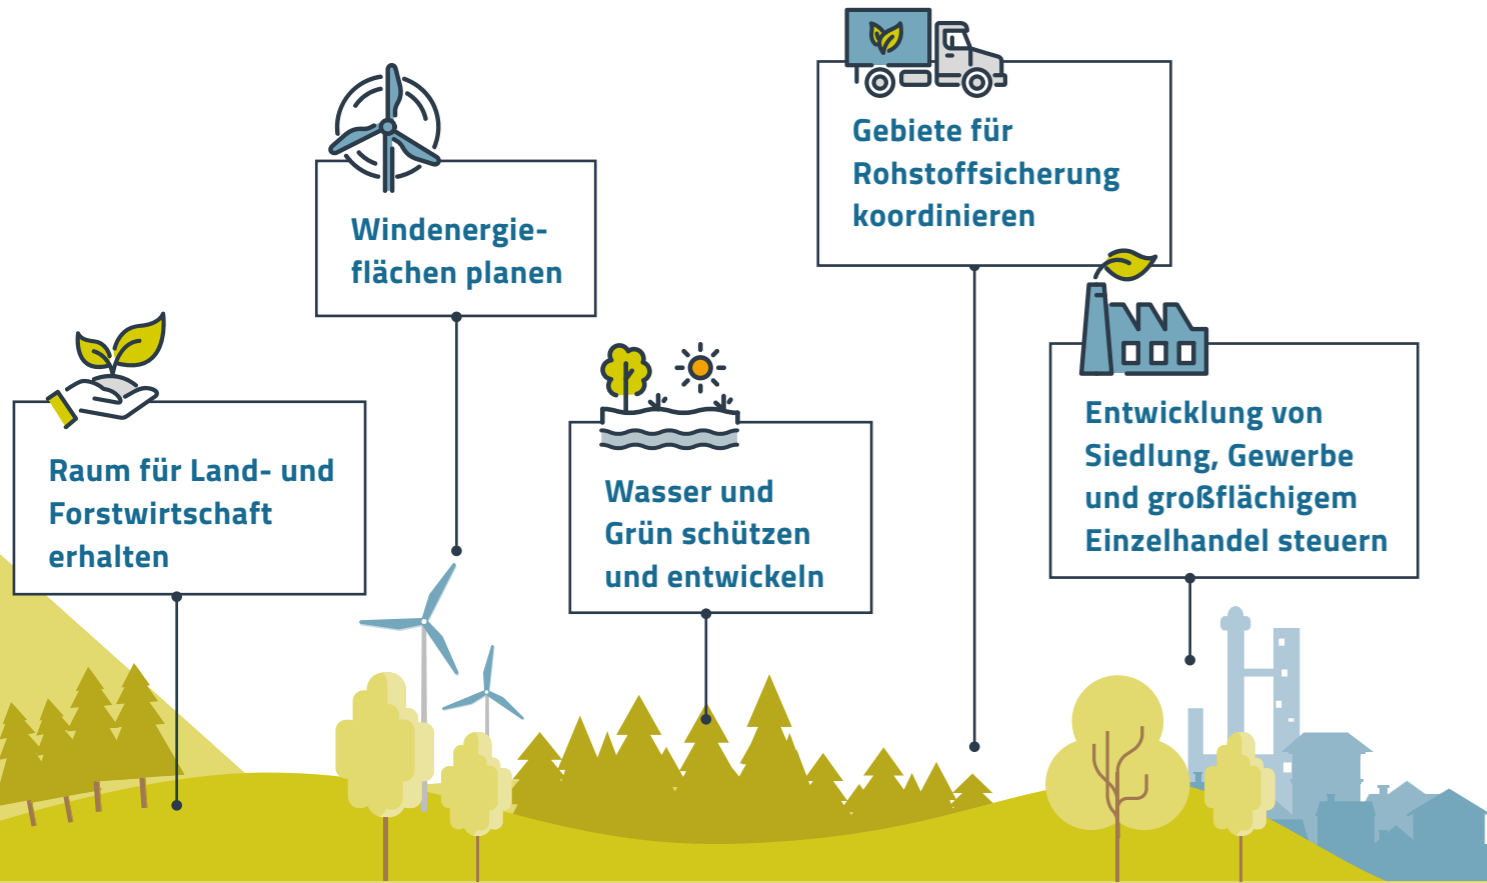 Raum für Land- und
Forstwirtschaft
erhalten
Windenergie-
flächen planen
Wasser und
Grün schützen
und entwickeln
Gebiete für
Rohstoffsicherung
koordinieren
Entwicklung von
Siedlung, Gewerbe
und großflächigem
Einzelhandel steuern